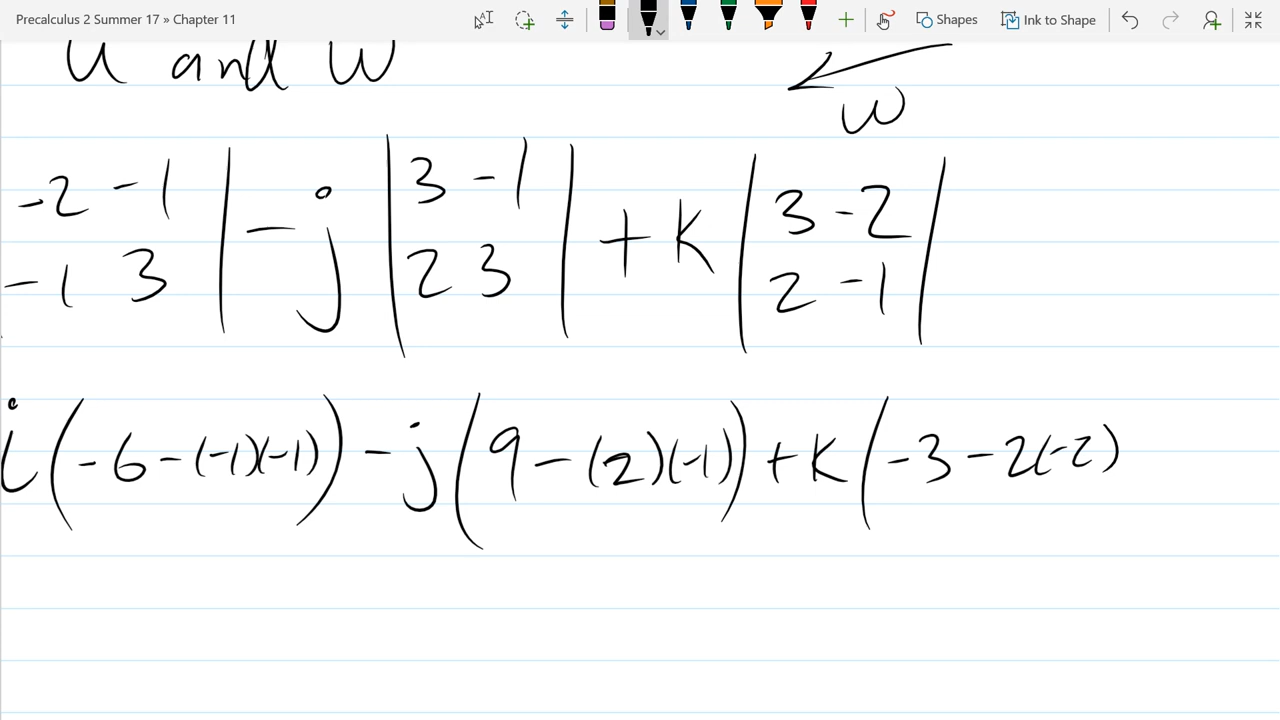 Precalculus 2 Summer 17 » Chapter 11
Shapes
Ink to Shape
u and w
w
-2 -1 | - j | 3 -1 | + k | 3 -2 |
-1 3 | 2 3 | 2 -1 |
i(-6-(-1)(-1)) - j(9-(2)(-1)) + k(-3-2(-2)